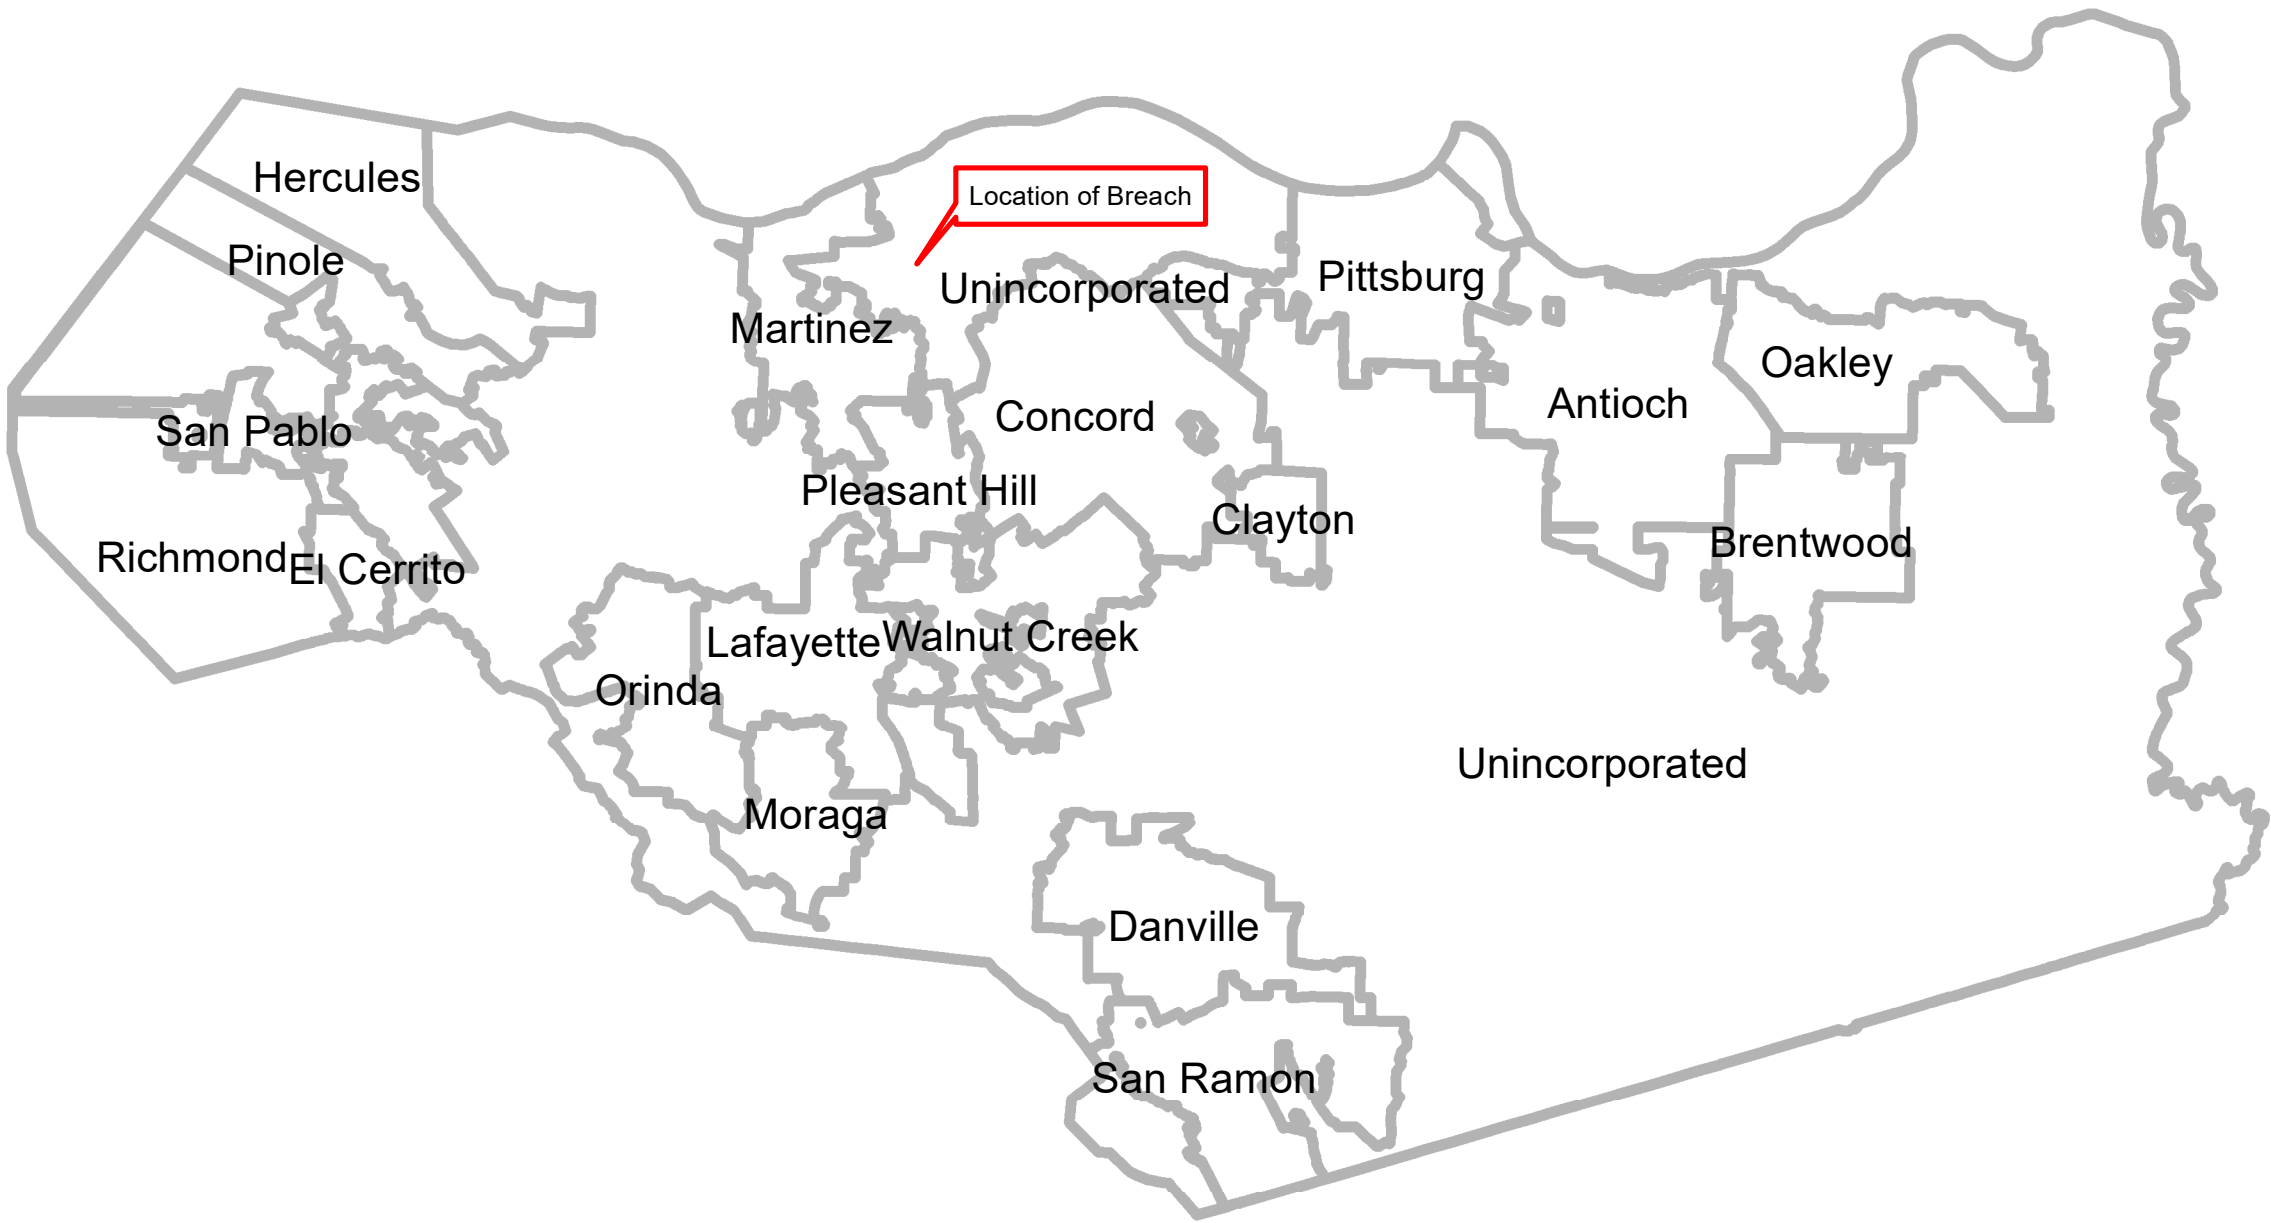 Hercules
Location of Breach
Pinole
Unincorporated
Pittsburg
Martinez
Oakley
Antioch
Concord
San Pablo
Pleasant Hill
Clayton
Brentwood
Richmond
El Cerrito
Lafayette
Walnut Creek
Orinda
Unincorporated
Moraga
Danville
San Ramon